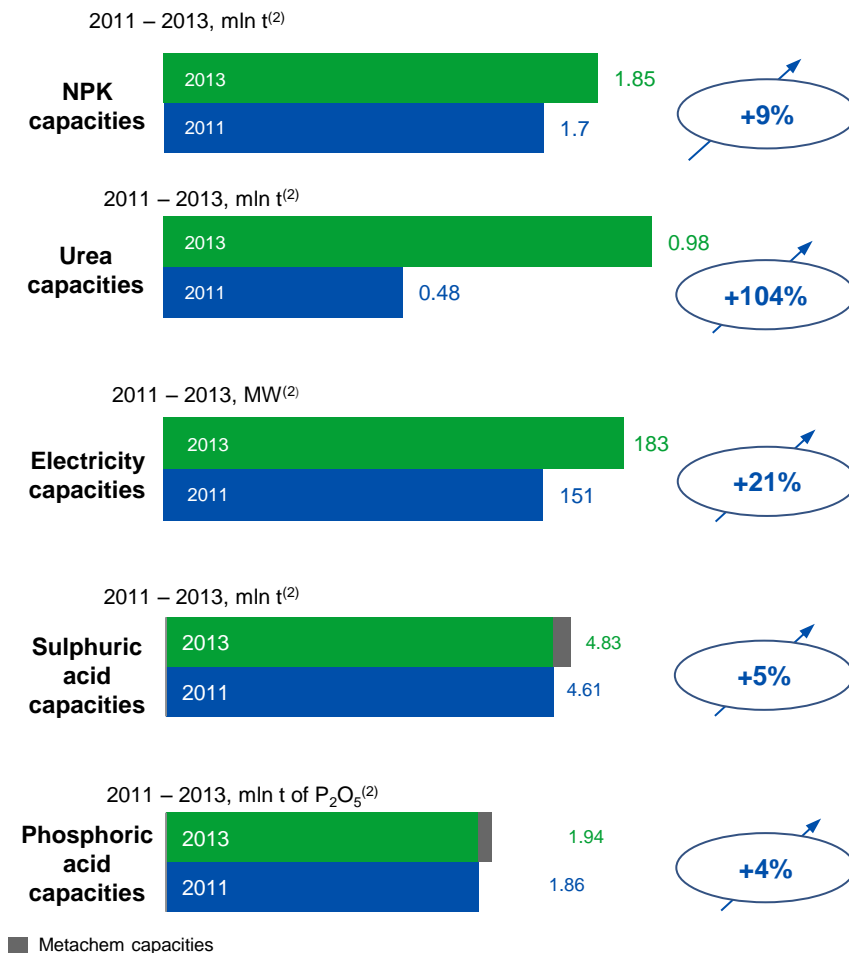 2011 – 2013, mln t(2)
NPK
capacities
2013
1.85
2011
1.7
+9%
2011 – 2013, mln t(2)
Urea
capacities
2013
0.98
2011
0.48
+104%
2011 – 2013, MW(2)
Electricity
capacities
2013
183
2011
151
+21%
2011 – 2013, mln t(2)
Sulphuric
acid
capacities
2013
4.83
2011
4.61
+5%
2011 – 2013, mln t of P2O5(2)
Phosphoric
acid
capacities
2013
1.94
2011
1.86
+4%
Metachem capacities